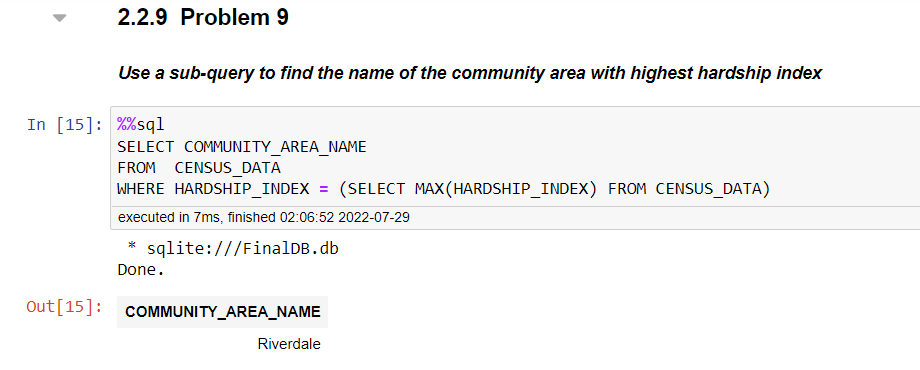 2.2.9 Problem 9
Use a sub-query to find the name of the community area with highest hardship index
In [15]: %%sql
SELECT COMMUNITY_AREA_NAME
FROM  CENSUS_DATA
WHERE HARDSHIP_INDEX = (SELECT MAX(HARDSHIP_INDEX) FROM CENSUS_DATA)
executed in 7ms, finished 02:06:52 2022-07-29
* sqlite:///FinalDB.db
Done.
Out[15]: COMMUNITY_AREA_NAME
Riverdale